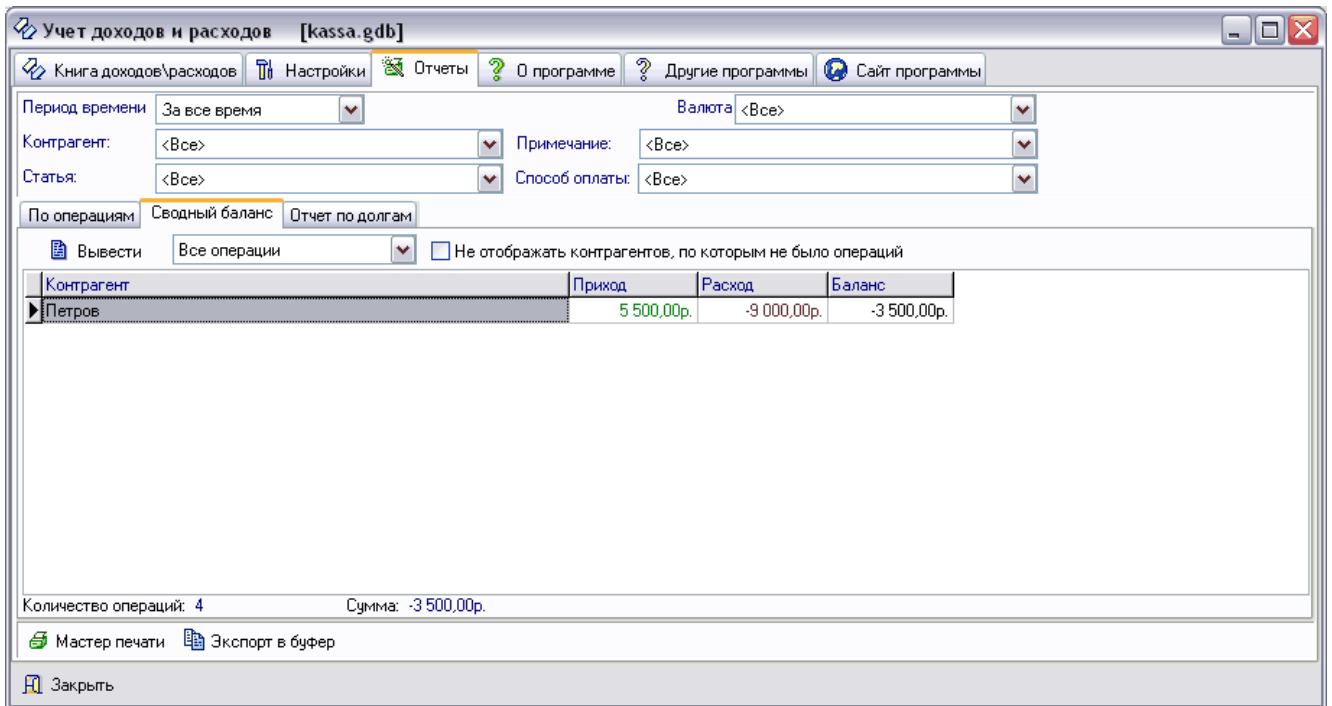 Учет доходов и расходов [kassa.gdb]
Книга доходов\расходов Настройки Отчеты О программе Другие программы Сайт программы
Период времени За все время Валюта <Все>
Контрагент: <Все> Примечание: <Все>
Статья: <Все> Способ оплаты: <Все>
По операциям Сводный баланс Отчет по долгам
Вывести Все операции Не отображать контрагентов, по которым не было операций
Контрагент Приход Расход Баланс
Петров 5 500,00р. -9 000,00р. -3 500,00р.
Количество операций: 4 Сумма: -3 500,00р.
Мастер печати Экспорт в буфер
Закрыть